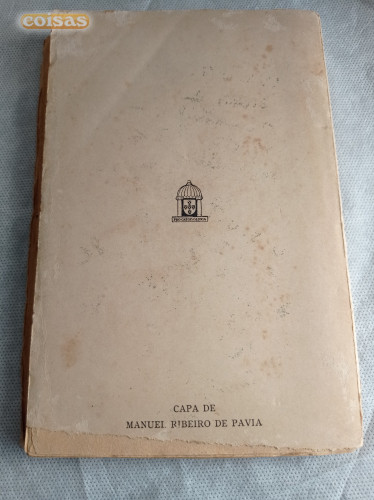 coisas
CAPA DE
MANUEL RIBEIRO DE PAVIA